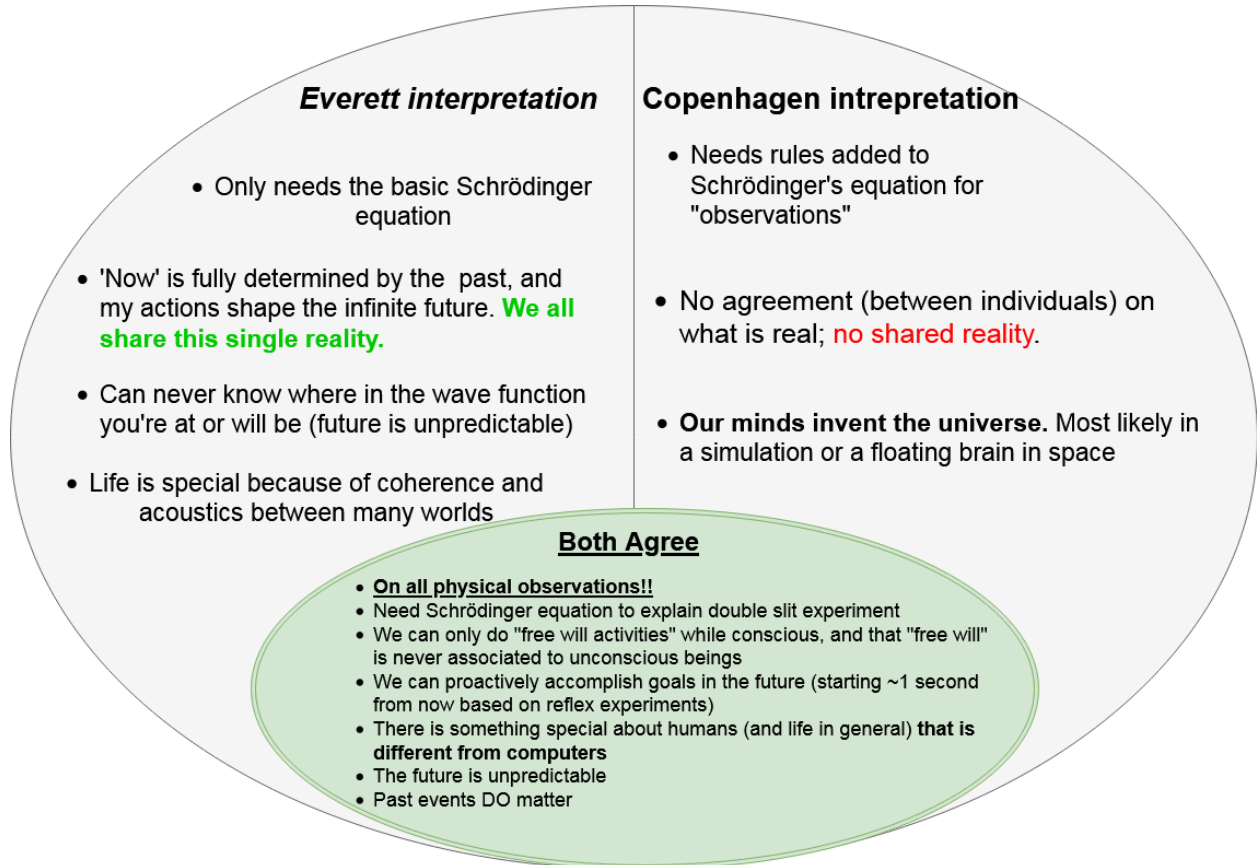 Everett interpretation
• Only needs the basic Schrödinger
equation
• 'Now' is fully determined by the past, and
my actions shape the infinite future. We all
share this single reality.
• Can never know where in the wave function
you're at or will be (future is unpredictable)
• Life is special because of coherence and
acoustics between many worlds
Copenhagen intrepretation
• Needs rules added to
Schrödinger's equation for
"observations"
• No agreement (between individuals) on
what is real; no shared reality.
• Our minds invent the universe. Most likely in
a simulation or a floating brain in space
Both Agree
• On all physical observations!!
• Need Schrödinger equation to explain double slit experiment
• We can only do "free will activities" while conscious, and that "free will"
is never associated to unconscious beings
• We can proactively accomplish goals in the future (starting ~1 second
from now based on reflex experiments)
• There is something special about humans (and life in general) that is
different from computers
• The future is unpredictable
• Past events DO matter